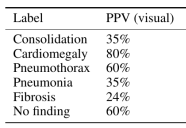 Label PPV (visual)
Consolidation 35%
Cardiomegaly 80%
Pneumothorax 60%
Pneumonia 35%
Fibrosis 24%
No finding 60%